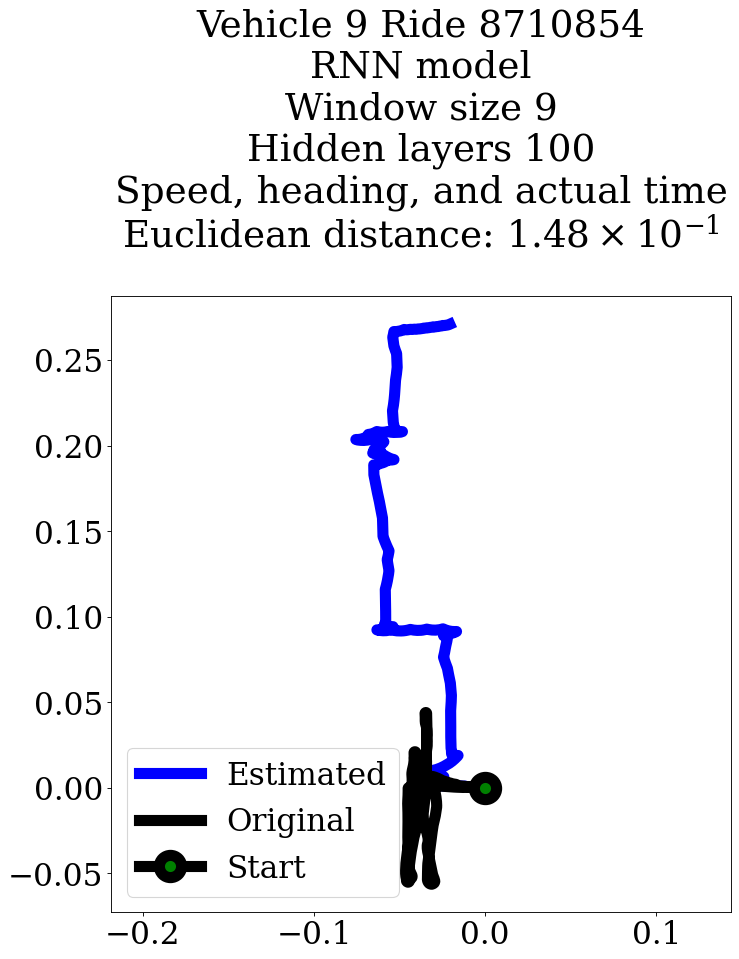 Vehicle 9 Ride 8710854
RNN model
Window size 9
Hidden layers 100
Speed, heading, and actual time
Euclidean distance: 1.48 × 10⁻¹
0.25
0.20
0.15
0.10
0.05
0.00
−0.05
Estimated
Original
Start
−0.2
−0.1
0.0
0.1